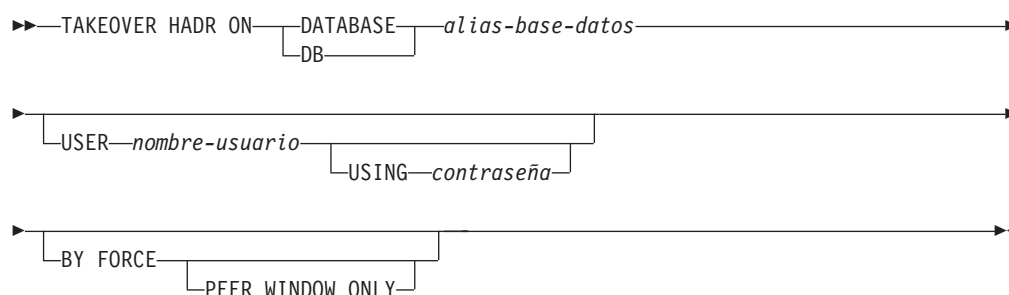 TAKEOVER HADR ON DATABASE alias-base-datos
DB
USER nombre-usuario
USING contraseña
BY FORCE
PEER WINDOW ONLY